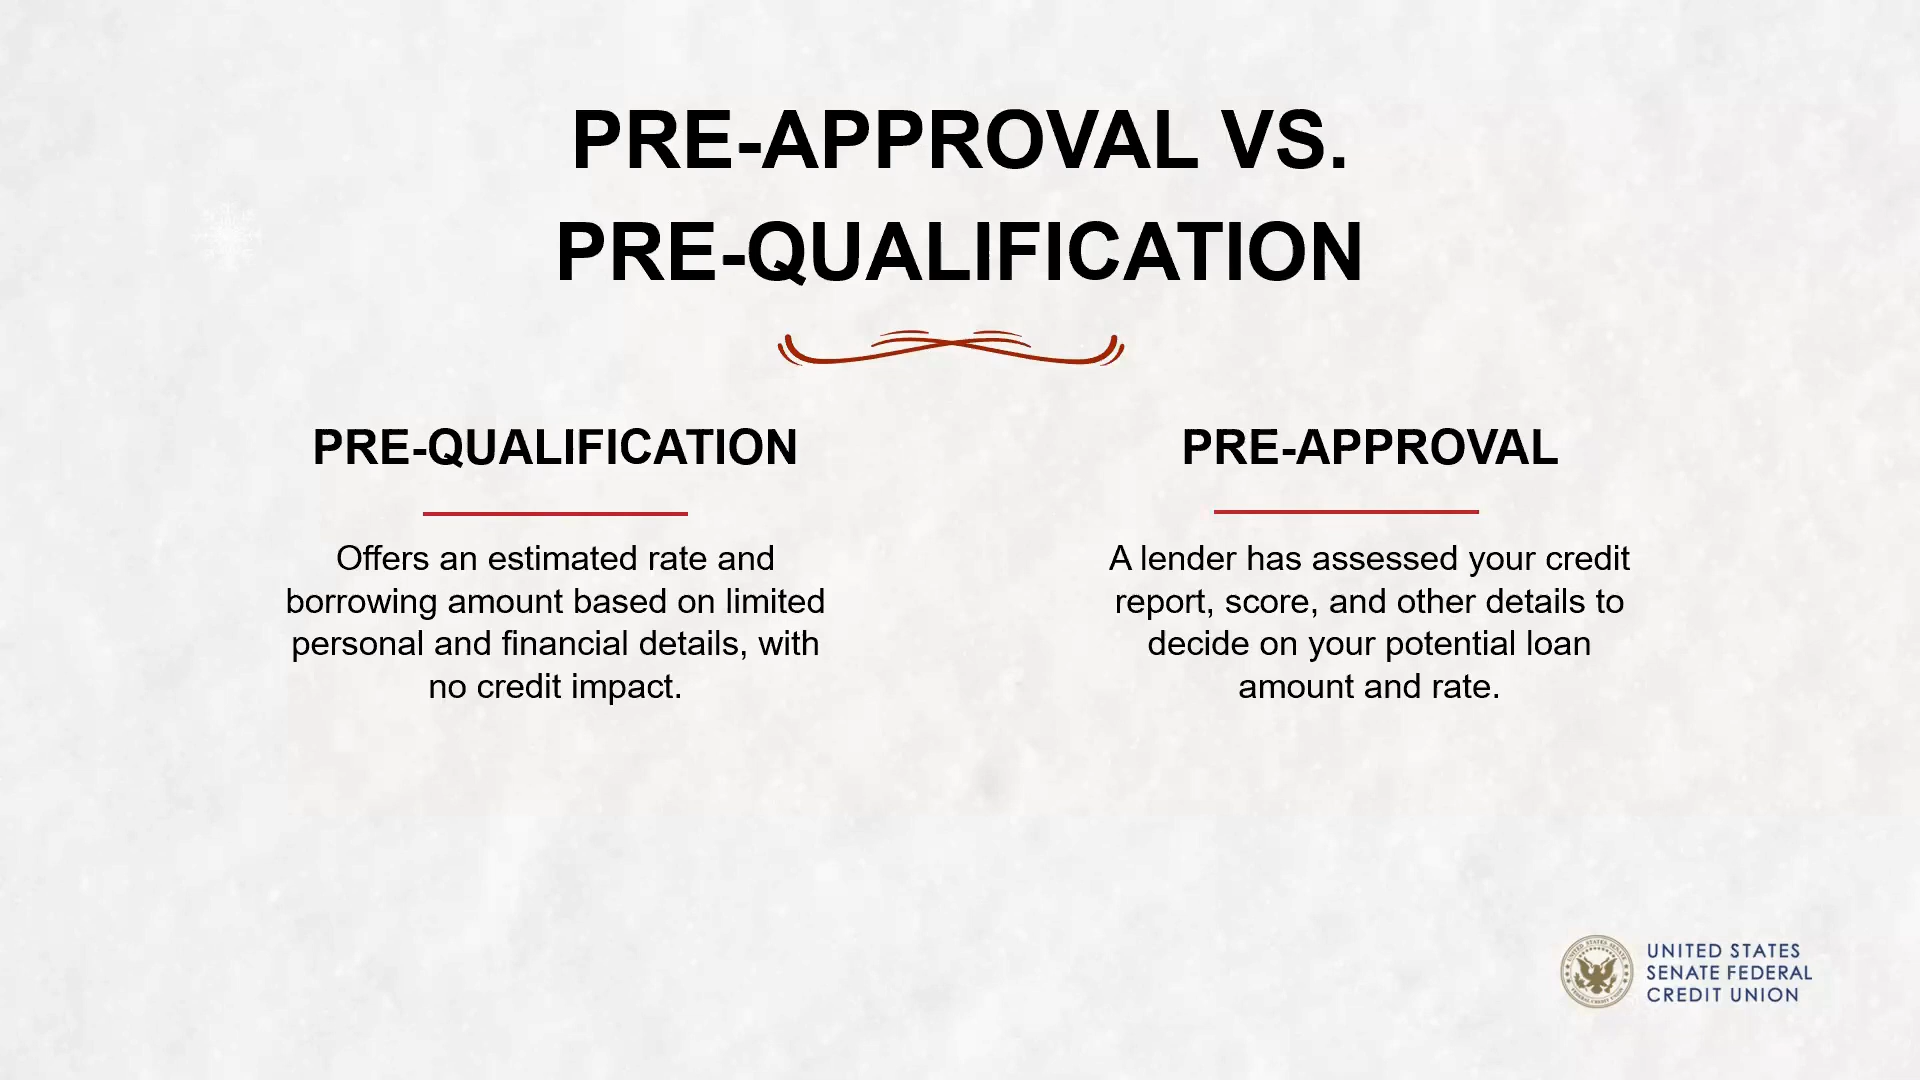 PRE-APPROVAL VS.
PRE-QUALIFICATION
PRE-QUALIFICATION
Offers an estimated rate and
borrowing amount based on limited
personal and financial details, with
no credit impact.
PRE-APPROVAL
A lender has assessed your credit
report, score, and other details to
decide on your potential loan
amount and rate.
UNITED STATES
SENATE FEDERAL
CREDIT UNION